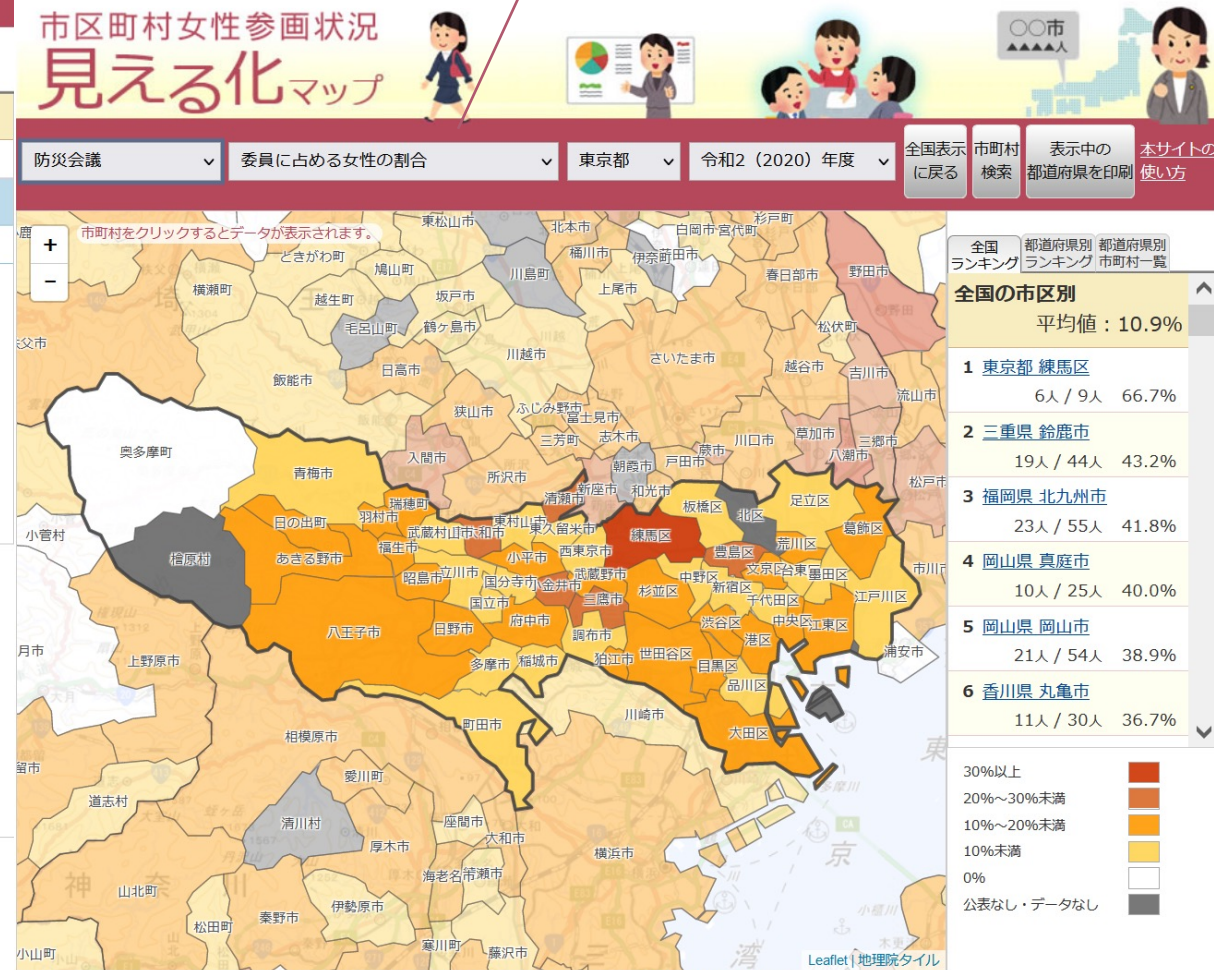 市区町村女性参画状況
見える化マップ
○○市
▲▲▲▲人
防災会議
委員に占める女性の割合
東京都
令和2（2020）年度
全国表示
に戻る
市町村
検索
表示中の
都道府県を印刷
本サイトの
使い方
+
−
市町村をクリックするとデータが表示されます。
東松山市
北本市
杉戸町
白岡市
宮代町
ときがわ町
桶川市
伊奈町
鳩山町
川島町
春日部市
野田市
横瀬町
越生町
坂戸市
上尾市
毛呂山町
鶴ヶ島市
松伏町
川越市
さいたま市
越谷市
吉川市
飯能市
日高市
流山市
狭山市
ふじみ野市
富士見市
三芳町
志木市
川口市
草加市
三郷市
蕨市
八潮市
奥多摩町
入間市
朝霞市
戸田市
青梅市
所沢市
新座市
和光市
松戸市
清瀬市
足立区
瑞穂町
板橋区
北区
日の出町
羽村市
東村山市
東久留米市
葛飾区
小菅村
武蔵村山市
練馬区
荒川区
福生市
檜原村
あきる野市
小平市
西東京市
豊島区
文京区
台東区
墨田区
市川市
昭島市
立川市
国分寺市
小金井市
武蔵野市
中野区
新宿区
杉並区
千代田区
江戸川区
国立市
三鷹市
八王子市
日野市
府中市
調布市
渋谷区
中央区
江東区
港区
上野原市
多摩市
稲城市
狛江市
世田谷区
目黒区
浦安市
品川区
町田市
川崎市
大田区
相模原市
愛川町
道志村
清川村
座間市
大和市
厚木市
横浜市
海老名市
綾瀬市
山北町
松田町
秦野市
伊勢原市
寒川町
藤沢市
神 奈 川
東
京
湾
Leaflet | 地理院タイル
全国
ランキング
都道府県別
ランキング
都道府県別
市町村一覧
全国の市区別
平均値：10.9%
1 東京都 練馬区
6人 / 9人 66.7%
2 三重県 鈴鹿市
19人 / 44人 43.2%
3 福岡県 北九州市
23人 / 55人 41.8%
4 岡山県 真庭市
10人 / 25人 40.0%
5 岡山県 岡山市
21人 / 54人 38.9%
6 香川県 丸亀市
11人 / 30人 36.7%
30%以上
20%～30%未満
10%～20%未満
10%未満
0%
公表なし・データなし